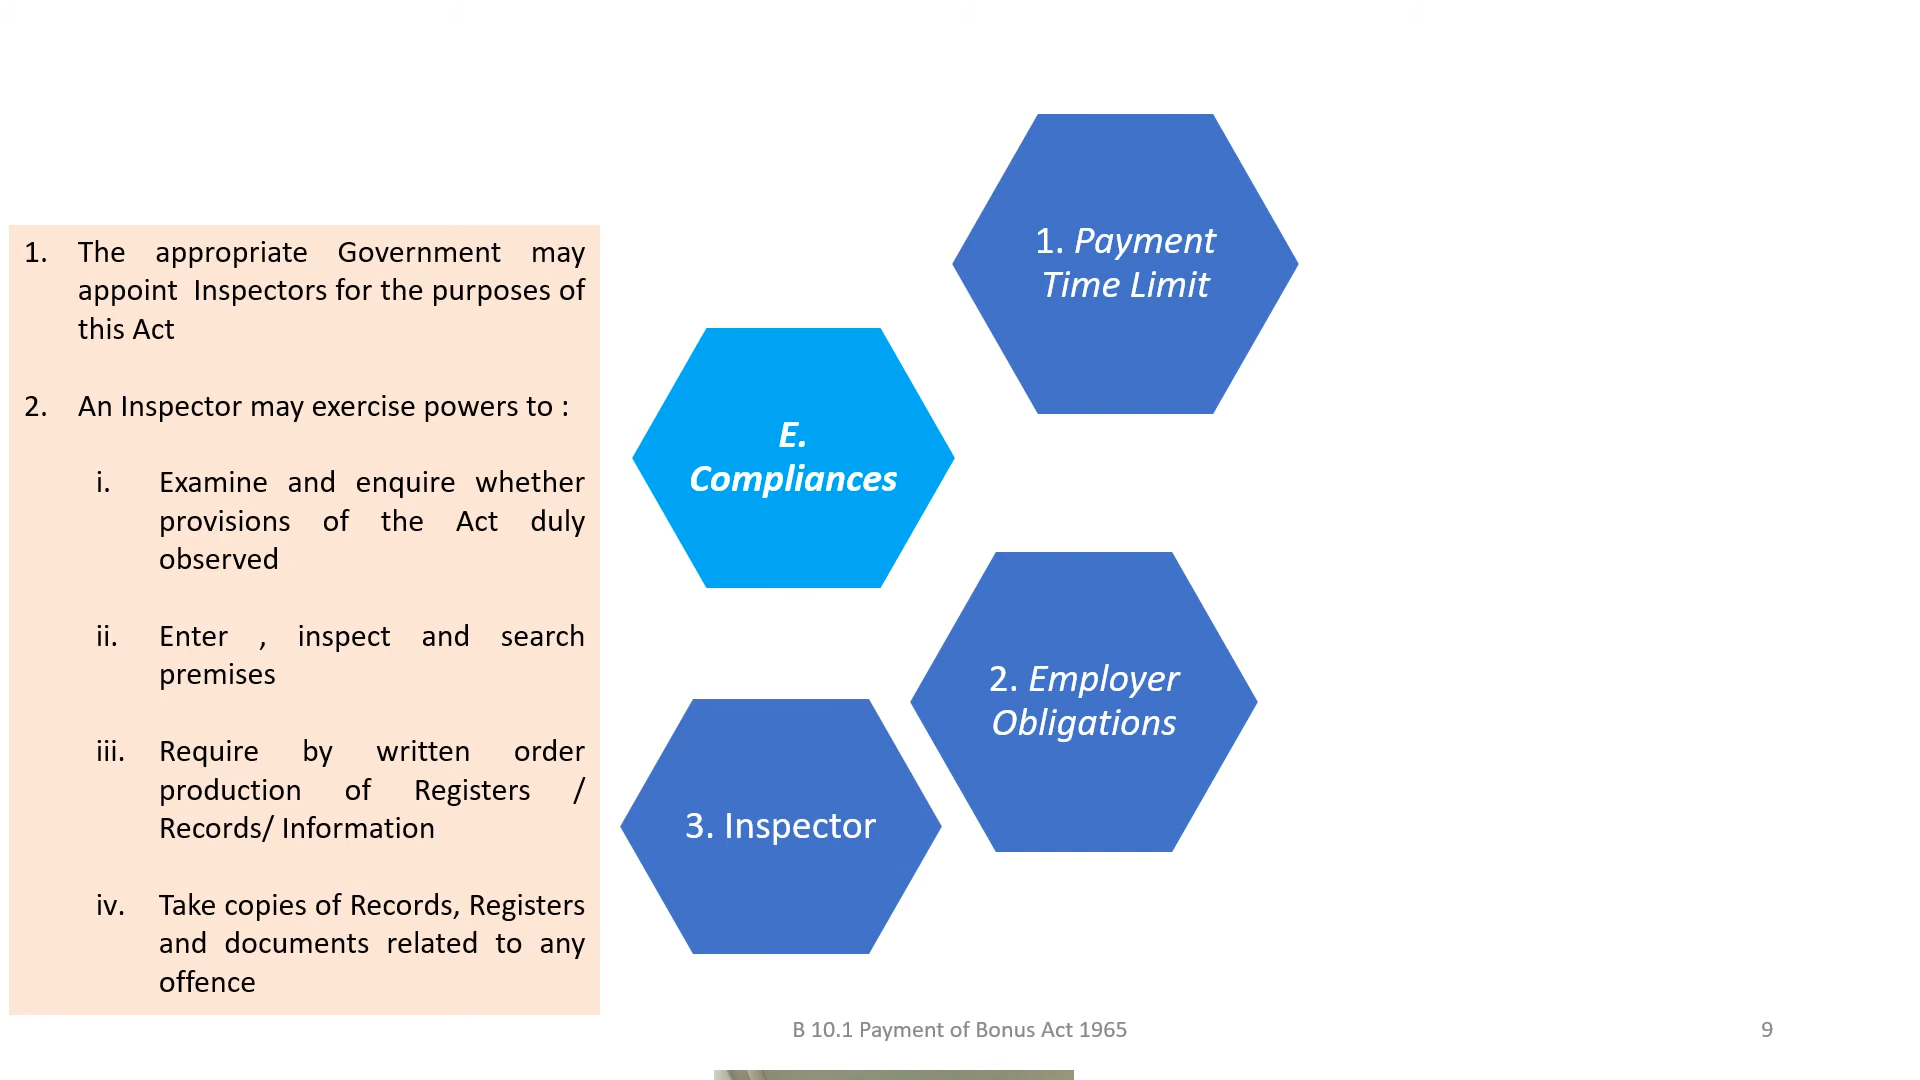 1. The appropriate Government may
appoint Inspectors for the purposes of
this Act
2. An Inspector may exercise powers to :
i. Examine and enquire whether
provisions of the Act duly
observed
ii. Enter , inspect and search
premises
iii. Require by written order
production of Registers /
Records/ Information
iv. Take copies of Records, Registers
and documents related to any
offence
1. Payment
Time Limit
E.
Compliances
2. Employer
Obligations
3. Inspector
B 10.1 Payment of Bonus Act 1965
9